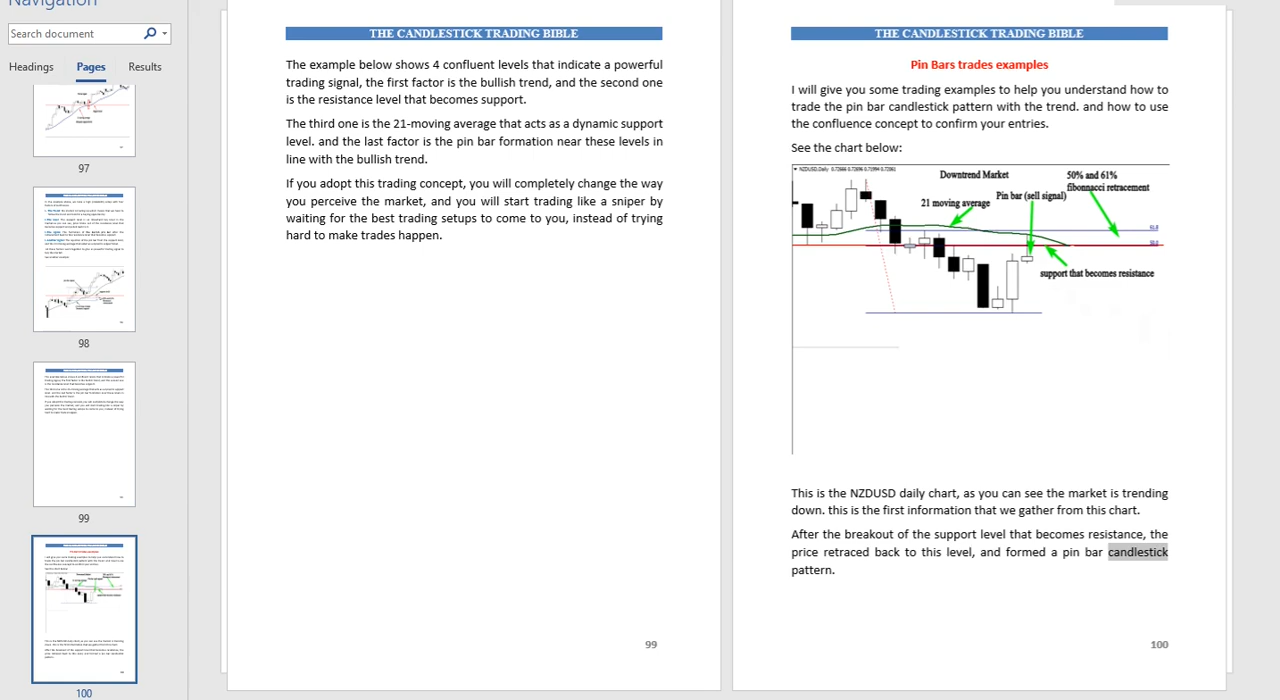 Navigation
Search document
Headings
Pages
Results
97
98
99
100
THE CANDLESTICK TRADING BIBLE
The example below shows 4 confluent levels that indicate a powerful
trading signal, the first factor is the bullish trend, and the second one
is the resistance level that becomes support.
The third one is the 21-moving average that acts as a dynamic support
level. and the last factor is the pin bar formation near these levels in
line with the bullish trend.
If you adopt this trading concept, you will completely change the way
you perceive the market, and you will start trading like a sniper by
waiting for the best trading setups to come to you, instead of trying
hard to make trades happen.
99
THE CANDLESTICK TRADING BIBLE
Pin Bars trades examples
I will give you some trading examples to help you understand how to
trade the pin bar candlestick pattern with the trend. and how to use
the confluence concept to confirm your entries.
See the chart below:
NZDUSD,Daily
Downtrend Market
50% and 61%
fibonacci retracement
Pin bar (sell signal)
21 moving average
61.8
50.0
support that becomes resistance
This is the NZDUSD daily chart, as you can see the market is trending
down. this is the first information that we gather from this chart.
After the breakout of the support level that becomes resistance, the
price retraced back to this level, and formed a pin bar candlestick
pattern.
100